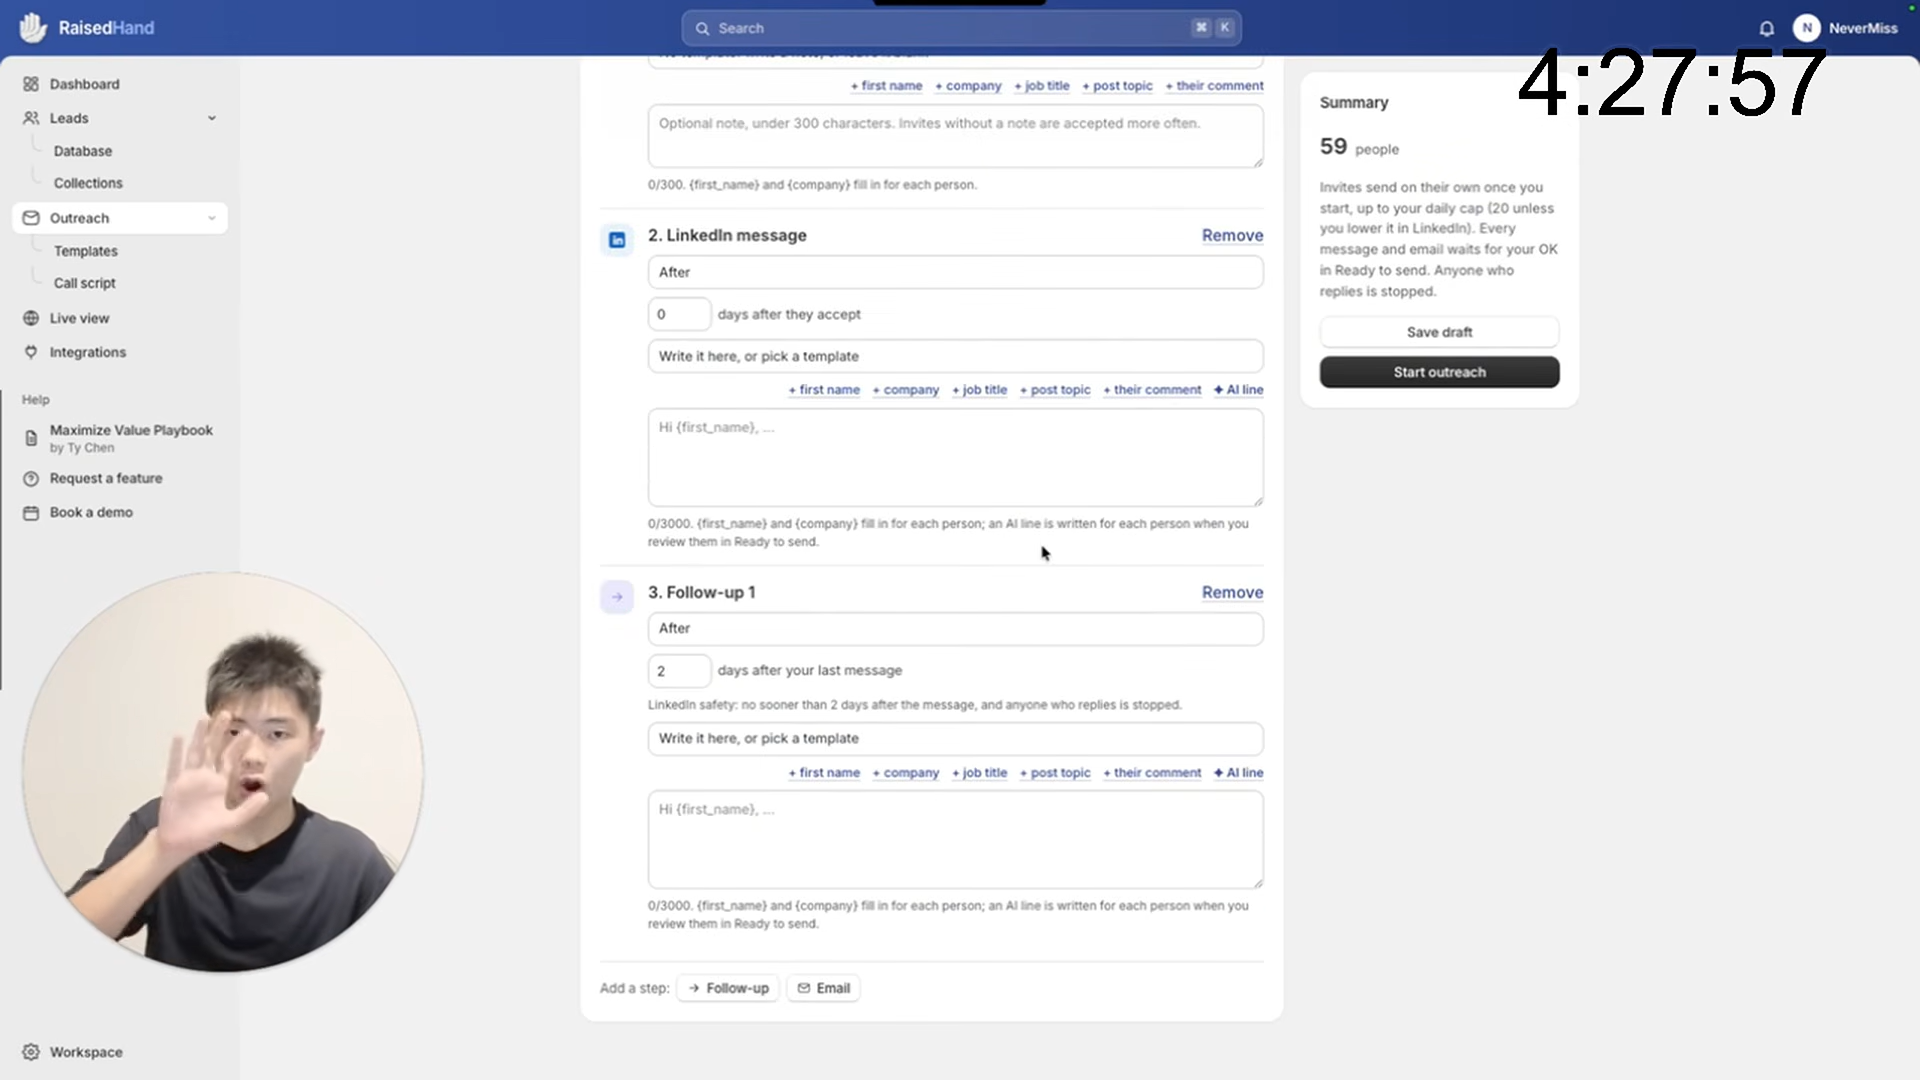 RaisedHand
Search
⌘ K
N NeverMiss
4:27:57
Dashboard
Leads
Database
Collections
Outreach
Templates
Call script
Live view
Integrations
Help
Maximize Value Playbook
by Ty Chen
Request a feature
Book a demo
Workspace
+ first name + company + job title + post topic + their comment
Optional note, under 300 characters. Invites without a note are accepted more often.
0/300. {first_name} and {company} fill in for each person.
in
2. LinkedIn message
Remove
After
0 days after they accept
Write it here, or pick a template
+ first name + company + job title + post topic + their comment ✦ AI line
Hi {first_name}, ...
0/3000. {first_name} and {company} fill in for each person; an AI line is written for each person when you
review them in Ready to send.
3. Follow-up 1
Remove
After
2 days after your last message
LinkedIn safety: no sooner than 2 days after the message, and anyone who replies is stopped.
Write it here, or pick a template
+ first name + company + job title + post topic + their comment ✦ AI line
Hi {first_name}, ...
0/3000. {first_name} and {company} fill in for each person; an AI line is written for each person when you
review them in Ready to send.
Add a step: → Follow-up Email
Summary
59 people
Invites send on their own once you
start, up to your daily cap (20 unless
you lower it in LinkedIn). Every
message and email waits for your OK
in Ready to send. Anyone who
replies is stopped.
Save draft
Start outreach